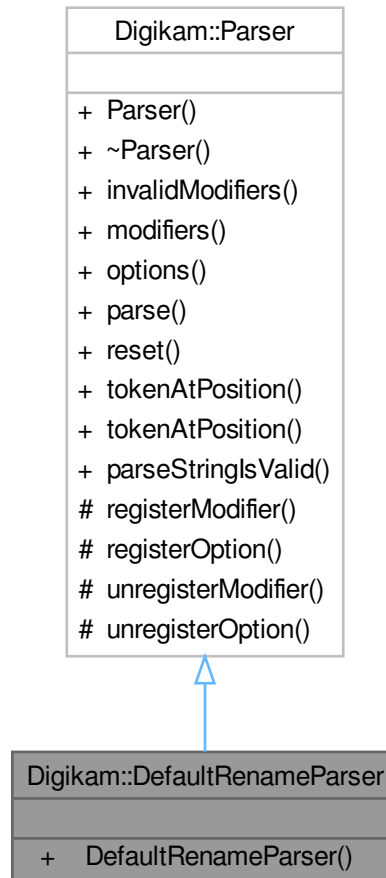 Digikam::Parser
+ Parser()
+ ~Parser()
+ invalidModifiers()
+ modifiers()
+ options()
+ parse()
+ reset()
+ tokenAtPosition()
+ tokenAtPosition()
+ parseStringIsValid()
# registerModifier()
# registerOption()
# unregisterModifier()
# unregisterOption()
Digikam::DefaultRenameParser
+ DefaultRenameParser()